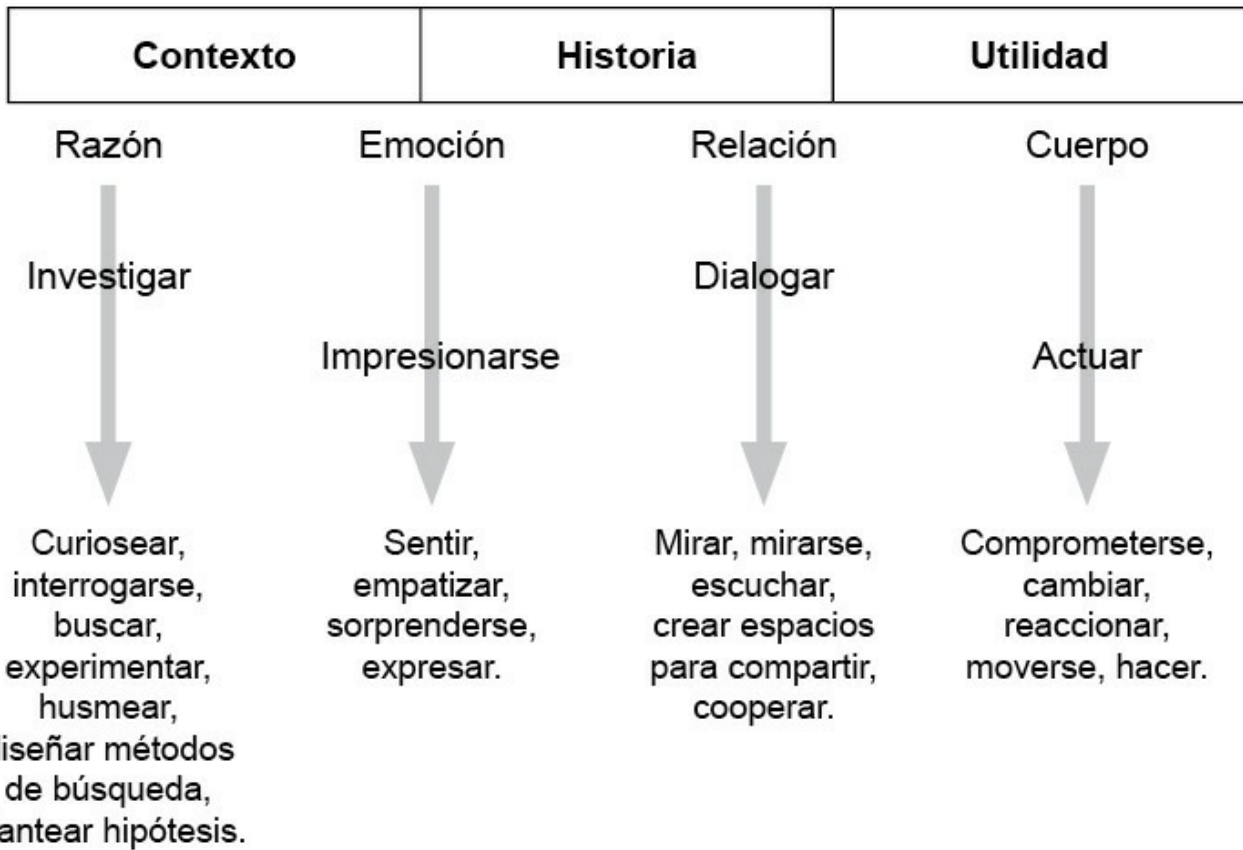 Contexto Historia Utilidad
Razón Emoción Relación Cuerpo
Investigar Dialogar
Impresionarse Actuar
Curiosear,
interrogarse,
buscar,
experimentar,
husmear,
iseñar métodos
de búsqueda,
antear hipótesis.
Sentir,
empatizar,
sorprenderse,
expresar.
Mirar, mirarse,
escuchar,
crear espacios
para compartir,
cooperar.
Comprometerse,
cambiar,
reaccionar,
moverse, hacer.